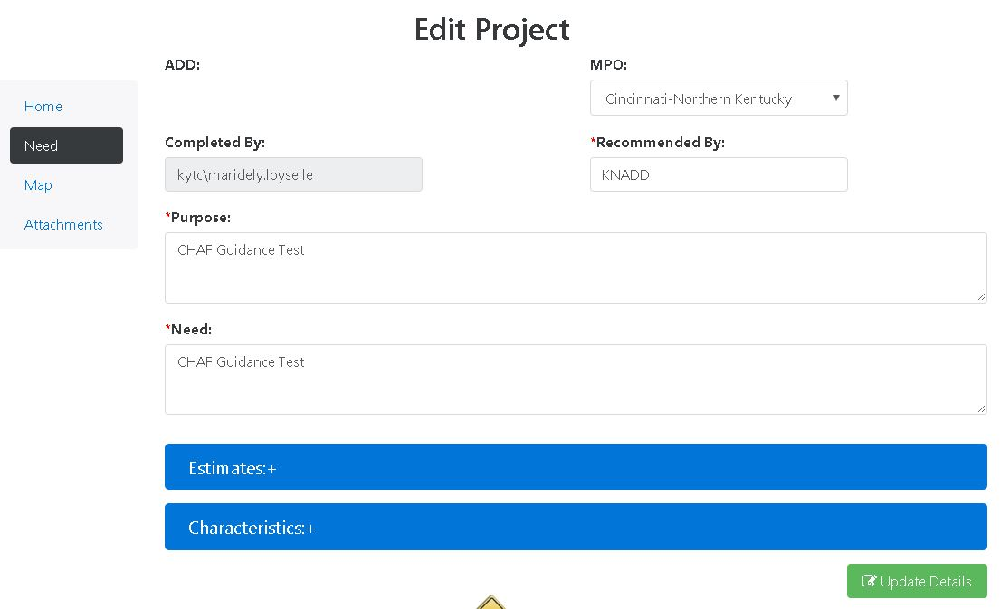 Edit Project
ADD:
MPO:
Home
Cincinnati-Northern Kentucky
Need
Completed By:
*Recommended By:
kytc\maridely.loyselle
KNADD
Map
Attachments
*Purpose:
CHAF Guidance Test
*Need:
CHAF Guidance Test
Estimates:+
Characteristics:+
Update Details